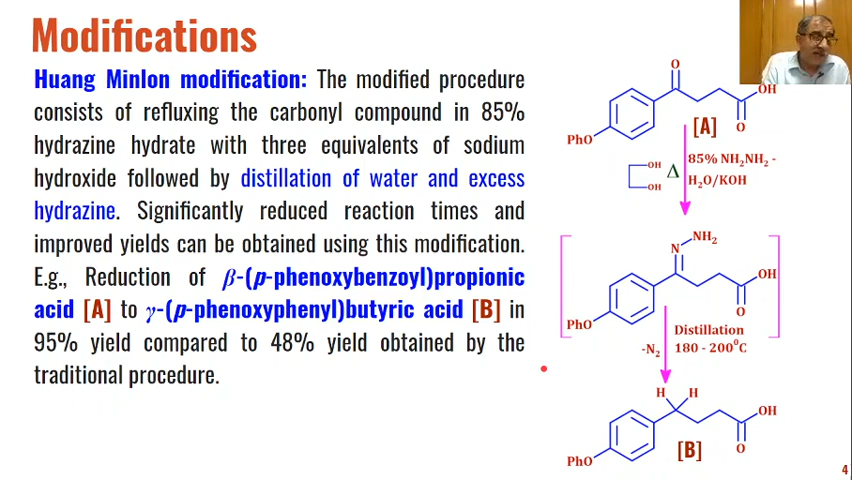 Modifications
Huang Minlon modification: The modified procedure
consists of refluxing the carbonyl compound in 85%
hydrazine hydrate with three equivalents of sodium
hydroxide followed by distillation of water and excess
hydrazine. Significantly reduced reaction times and
improved yields can be obtained using this modification.
E.g., Reduction of β-(p-phenoxybenzoyl)propionic
acid [A] to γ-(p-phenoxyphenyl)butyric acid [B] in
95% yield compared to 48% yield obtained by the
traditional procedure.
O
OH
O
PhO
[A]
OH
OH
Δ
85% NH₂NH₂ -
H₂O/KOH
NH₂
N
OH
O
PhO
-N₂
Distillation
180 - 200⁰C
H H
OH
O
PhO
[B]
4